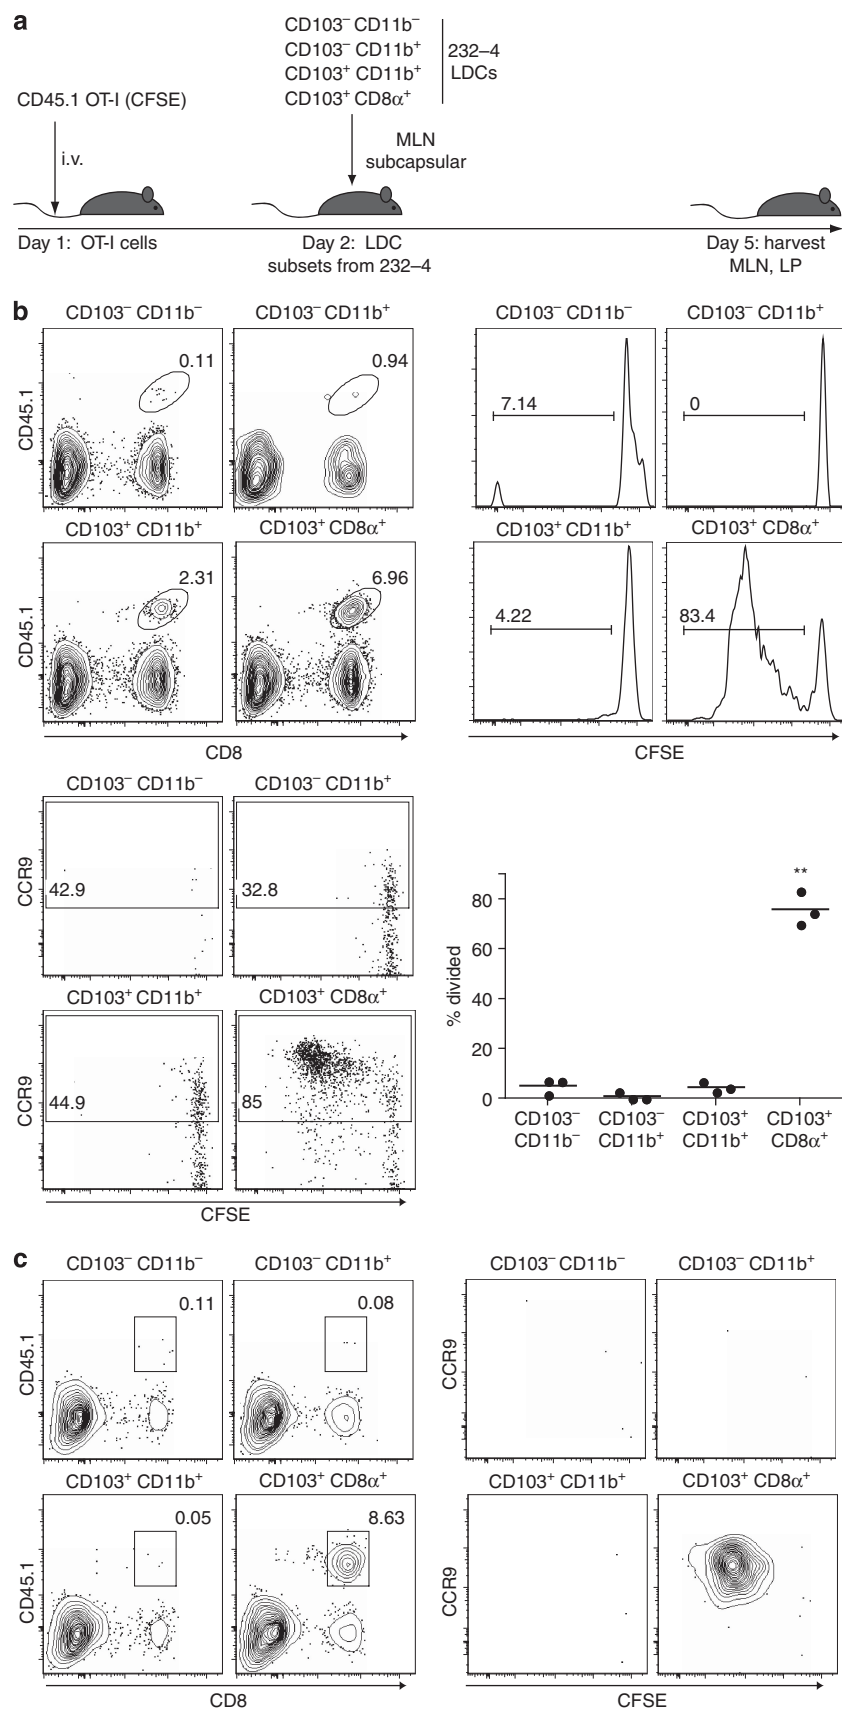 a
CD103⁻ CD11b⁻
CD103⁻ CD11b⁺
CD103⁺ CD11b⁺
CD103⁺ CD8α⁺
232–4
LDCs
CD45.1 OT-I (CFSE)
i.v.
MLN
subcapsular
Day 1: OT-I cells
Day 2: LDC
subsets from 232–4
Day 5: harvest
MLN, LP
b
CD103⁻ CD11b⁻
CD103⁻ CD11b⁺
0.11
0.94
CD45.1
CD103⁺ CD11b⁺
CD103⁺ CD8α⁺
2.31
6.96
CD45.1
CD8
CD103⁻ CD11b⁻
CD103⁻ CD11b⁺
7.14
0
CD103⁺ CD11b⁺
CD103⁺ CD8α⁺
4.22
83.4
CFSE
CD103⁻ CD11b⁻
CD103⁻ CD11b⁺
CCR9
42.9
32.8
CD103⁺ CD11b⁺
CD103⁺ CD8α⁺
CCR9
44.9
85
CFSE
% divided
80
60
40
20
0
**
CD103⁻
CD11b⁻
CD103⁻
CD11b⁺
CD103⁺
CD11b⁺
CD103⁺
CD8α⁺
c
CD103⁻ CD11b⁻
CD103⁻ CD11b⁺
0.11
0.08
CD45.1
CD103⁺ CD11b⁺
CD103⁺ CD8α⁺
0.05
8.63
CD45.1
CD8
CD103⁻ CD11b⁻
CD103⁻ CD11b⁺
CCR9
CD103⁺ CD11b⁺
CD103⁺ CD8α⁺
CCR9
CFSE